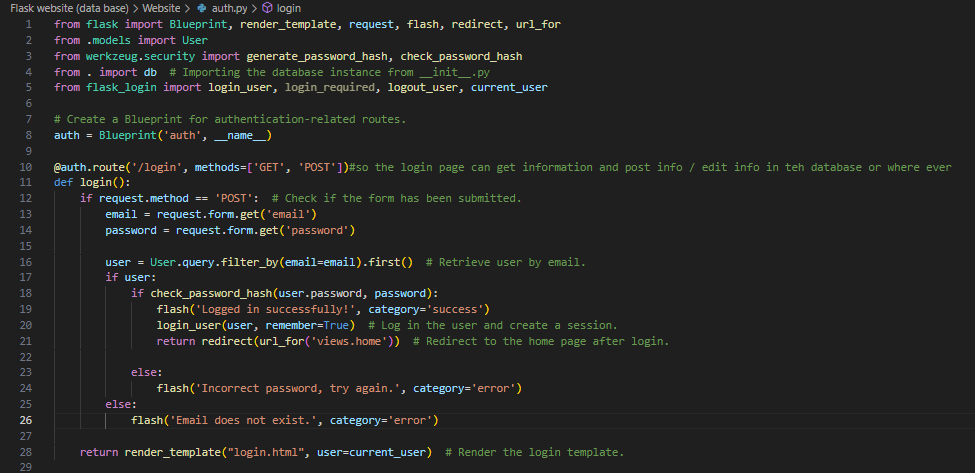 Flask website (data base) > Website > auth.py > login
1 from flask import Blueprint, render_template, request, flash, redirect, url_for
2 from .models import User
3 from werkzeug.security import generate_password_hash, check_password_hash
4 from . import db  # Importing the database instance from __init__.py
5 from flask_login import login_user, login_required, logout_user, current_user
6
7 # Create a Blueprint for authentication-related routes.
8 auth = Blueprint('auth', __name__)
9
10 @auth.route('/login', methods=['GET', 'POST'])#so the login page can get information and post info / edit info in teh database or where ever
11 def login():
12     if request.method == 'POST':  # Check if the form has been submitted.
13         email = request.form.get('email')
14         password = request.form.get('password')
15
16         user = User.query.filter_by(email=email).first()  # Retrieve user by email.
17         if user:
18             if check_password_hash(user.password, password):
19                 flash('Logged in successfully!', category='success')
20                 login_user(user, remember=True)  # Log in the user and create a session.
21                 return redirect(url_for('views.home'))  # Redirect to the home page after login.
22
23             else:
24                 flash('Incorrect password, try again.', category='error')
25         else:
26             flash('Email does not exist.', category='error')
27
28     return render_template("login.html", user=current_user)  # Render the login template.
29